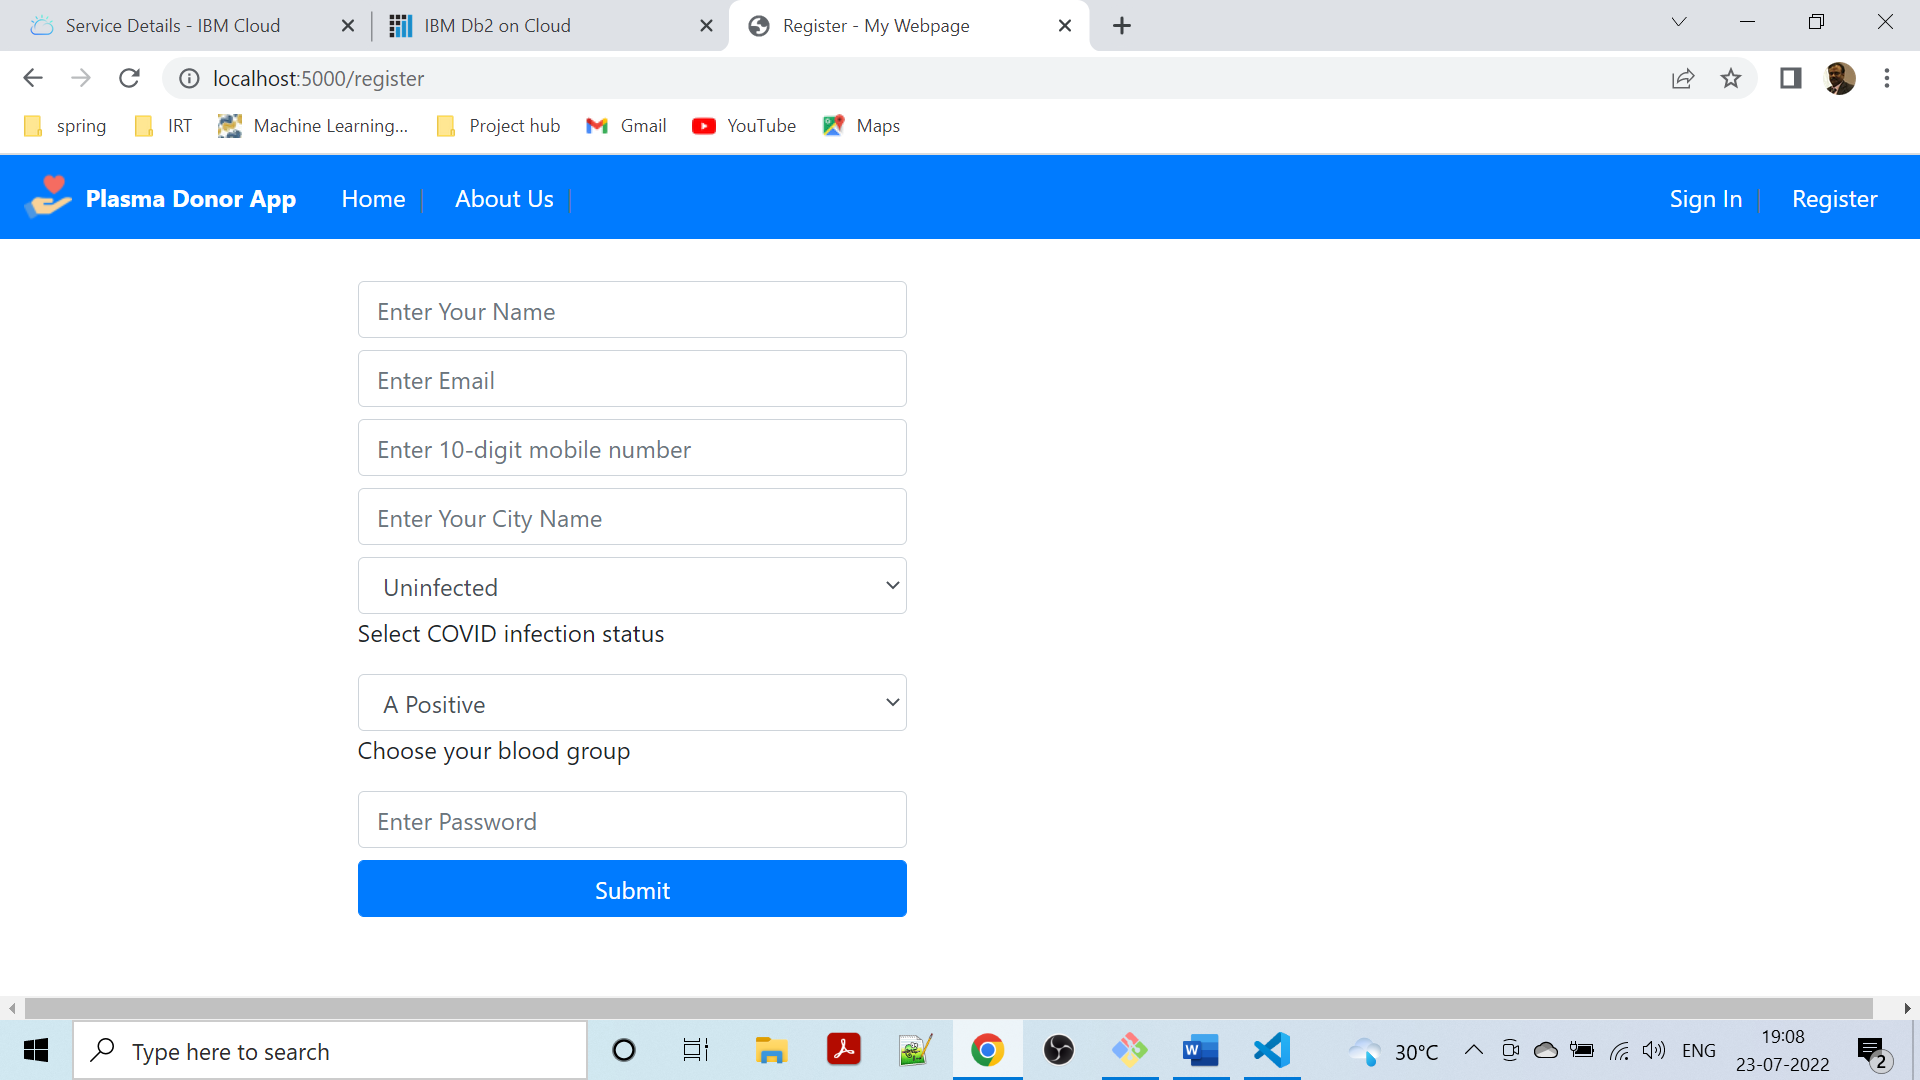 Service Details - IBM Cloud
IBM Db2 on Cloud
Register - My Webpage
localhost:5000/register
spring
IRT
Machine Learning...
Project hub
Gmail
YouTube
Maps
Plasma Donor App
Home
About Us
Sign In
Register
Enter Your Name
Enter Email
Enter 10-digit mobile number
Enter Your City Name
Uninfected
Select COVID infection status
A Positive
Choose your blood group
Enter Password
Submit
Type here to search
30°C
ENG
19:08
23-07-2022
2